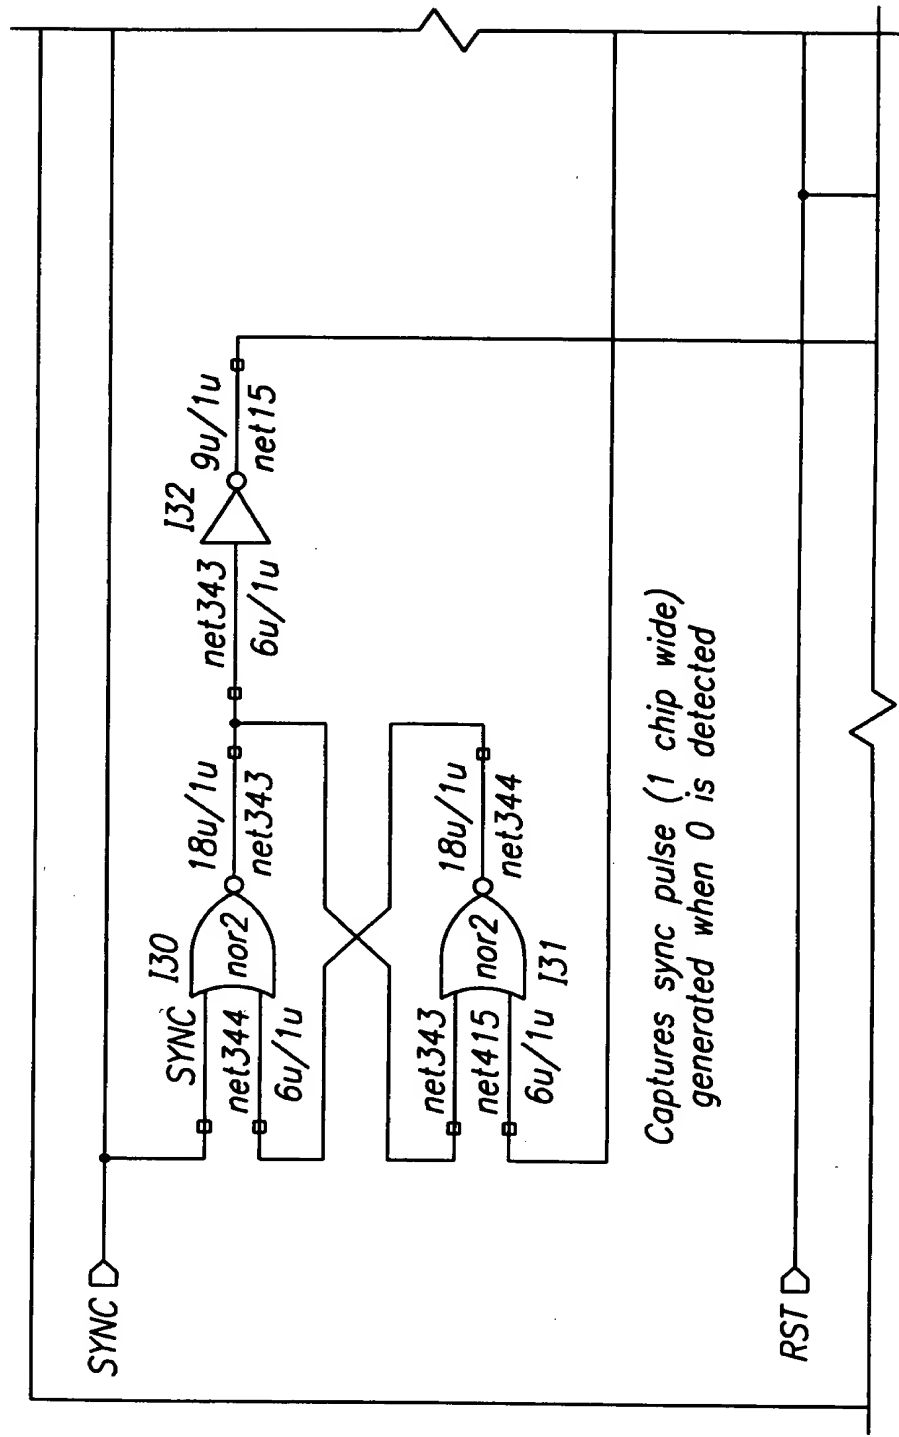 SYNC
SYNC
I30
net344
nor2
6u/1u
18u/1u
net343
net343
I32
6u/1u
9u/1u
net15
net343
net415
nor2
6u/1u
I31
18u/1u
net344
Captures sync pulse (1 chip wide)
generated when 0 is detected
RST